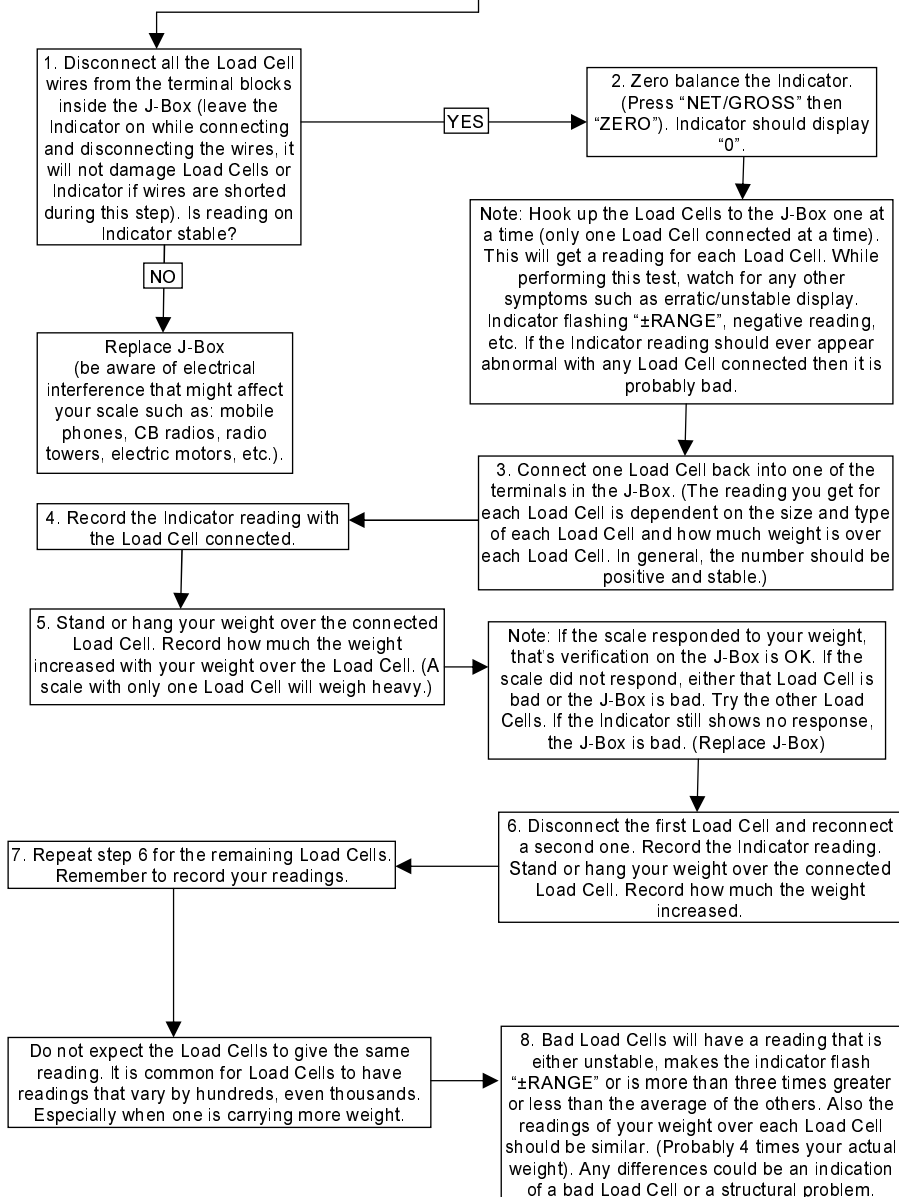 1. Disconnect all the Load Cell
wires from the terminal blocks
inside the J-Box (leave the
Indicator on while connecting
and disconnecting the wires, it
will not damage Load Cells or
Indicator if wires are shorted
during this step). Is reading on
Indicator stable?
YES
2. Zero balance the Indicator.
(Press “NET/GROSS” then
“ZERO”). Indicator should display
“0”.
NO
Replace J-Box
(be aware of electrical
interference that might affect
your scale such as: mobile
phones, CB radios, radio
towers, electric motors, etc.).
Note: Hook up the Load Cells to the J-Box one at
a time (only one Load Cell connected at a time).
This will get a reading for each Load Cell. While
performing this test, watch for any other
symptoms such as erratic/unstable display.
Indicator flashing “±RANGE”, negative reading,
etc. If the Indicator reading should ever appear
abnormal with any Load Cell connected then it is
probably bad.
3. Connect one Load Cell back into one of the
terminals in the J-Box. (The reading you get for
each Load Cell is dependent on the size and type
of each Load Cell and how much weight is over
each Load Cell. In general, the number should be
positive and stable.)
4. Record the Indicator reading with
the Load Cell connected.
5. Stand or hang your weight over the connected
Load Cell. Record how much the weight
increased with your weight over the Load Cell. (A
scale with only one Load Cell will weigh heavy.)
Note: If the scale responded to your weight,
that’s verification on the J-Box is OK. If the
scale did not respond, either that Load Cell is
bad or the J-Box is bad. Try the other Load
Cells. If the Indicator still shows no response,
the J-Box is bad. (Replace J-Box)
6. Disconnect the first Load Cell and reconnect
a second one. Record the Indicator reading.
Stand or hang your weight over the connected
Load Cell. Record how much the weight
increased.
7. Repeat step 6 for the remaining Load Cells.
Remember to record your readings.
Do not expect the Load Cells to give the same
reading. It is common for Load Cells to have
readings that vary by hundreds, even thousands.
Especially when one is carrying more weight.
8. Bad Load Cells will have a reading that is
either unstable, makes the indicator flash
“±RANGE” or is more than three times greater
or less than the average of the others. Also the
readings of your weight over each Load Cell
should be similar. (Probably 4 times your actual
weight). Any differences could be an indication
of a bad Load Cell or a structural problem.